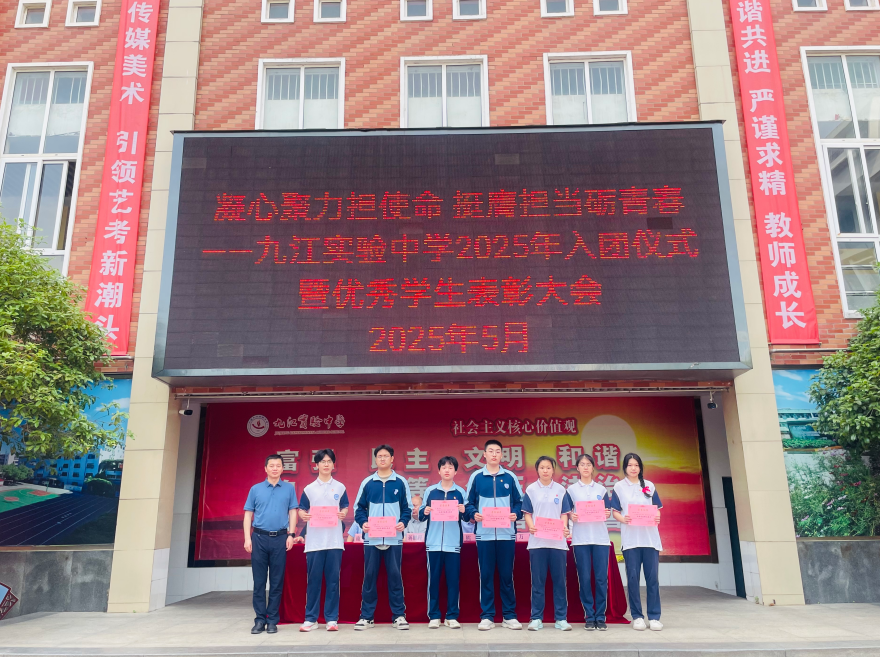 传媒美术 引领艺考新潮头
谐共进 严谨求精 教师成长
凝心聚力担使命 挺膺担当砺青春
——九江实验中学2025年入团仪式
暨优秀学生表彰大会
2025年5月
九江实验中学
社会主义核心价值观
富 主 文明 和谐